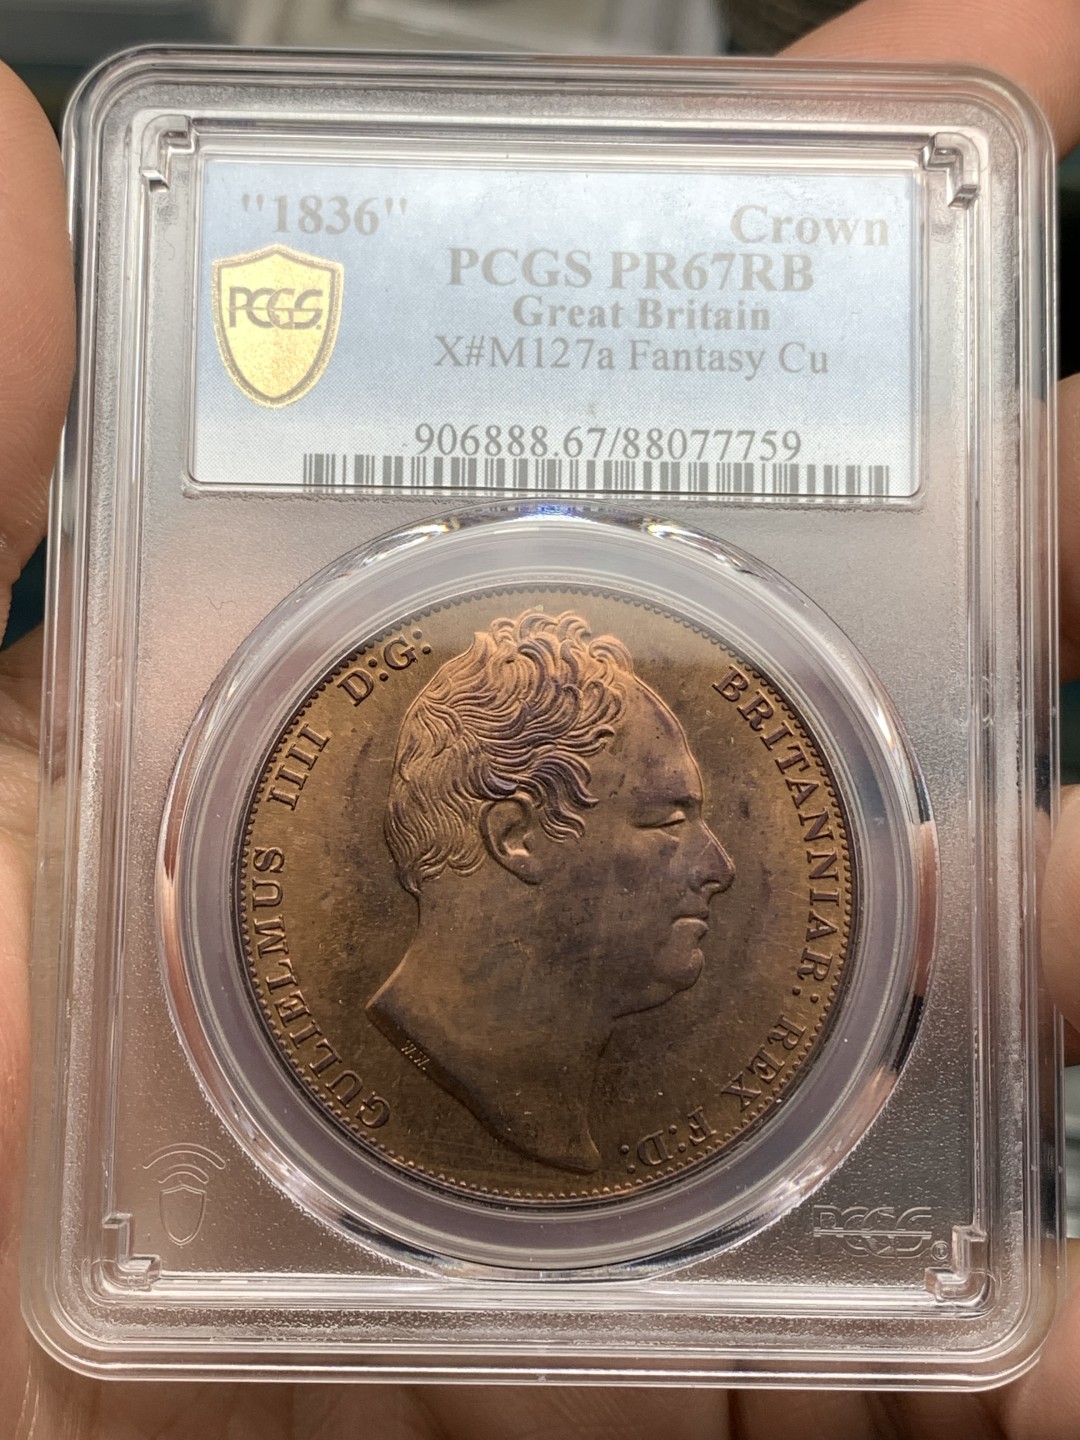 "1836" Crown
PCGS PR67RB
Great Britain
X#M127a Fantasy Cu
906888.67/88077759
PCGS
GULIELMUS IIII D:G: BRITANNIAR: REX F:D:
W.W.
PCGS